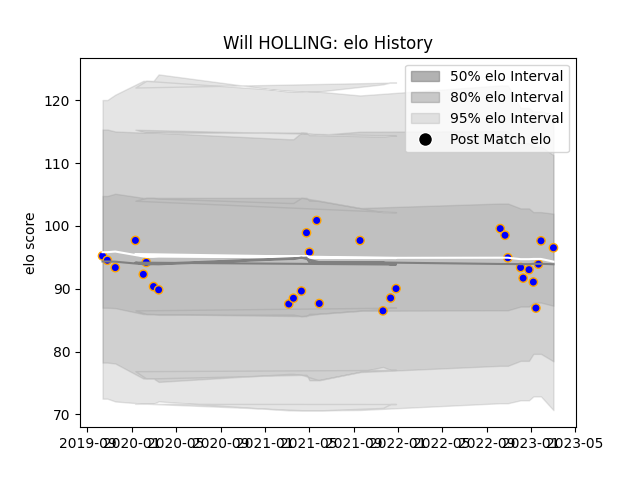 Will HOLLING: elo History
50% elo Interval
80% elo Interval
95% elo Interval
Post Match elo
elo score
120
110
100
90
80
70
2019-09 2020-01 2020-05 2020-09 2021-01 2021-05 2021-09 2022-01 2022-05 2022-09 2023-01 2023-05